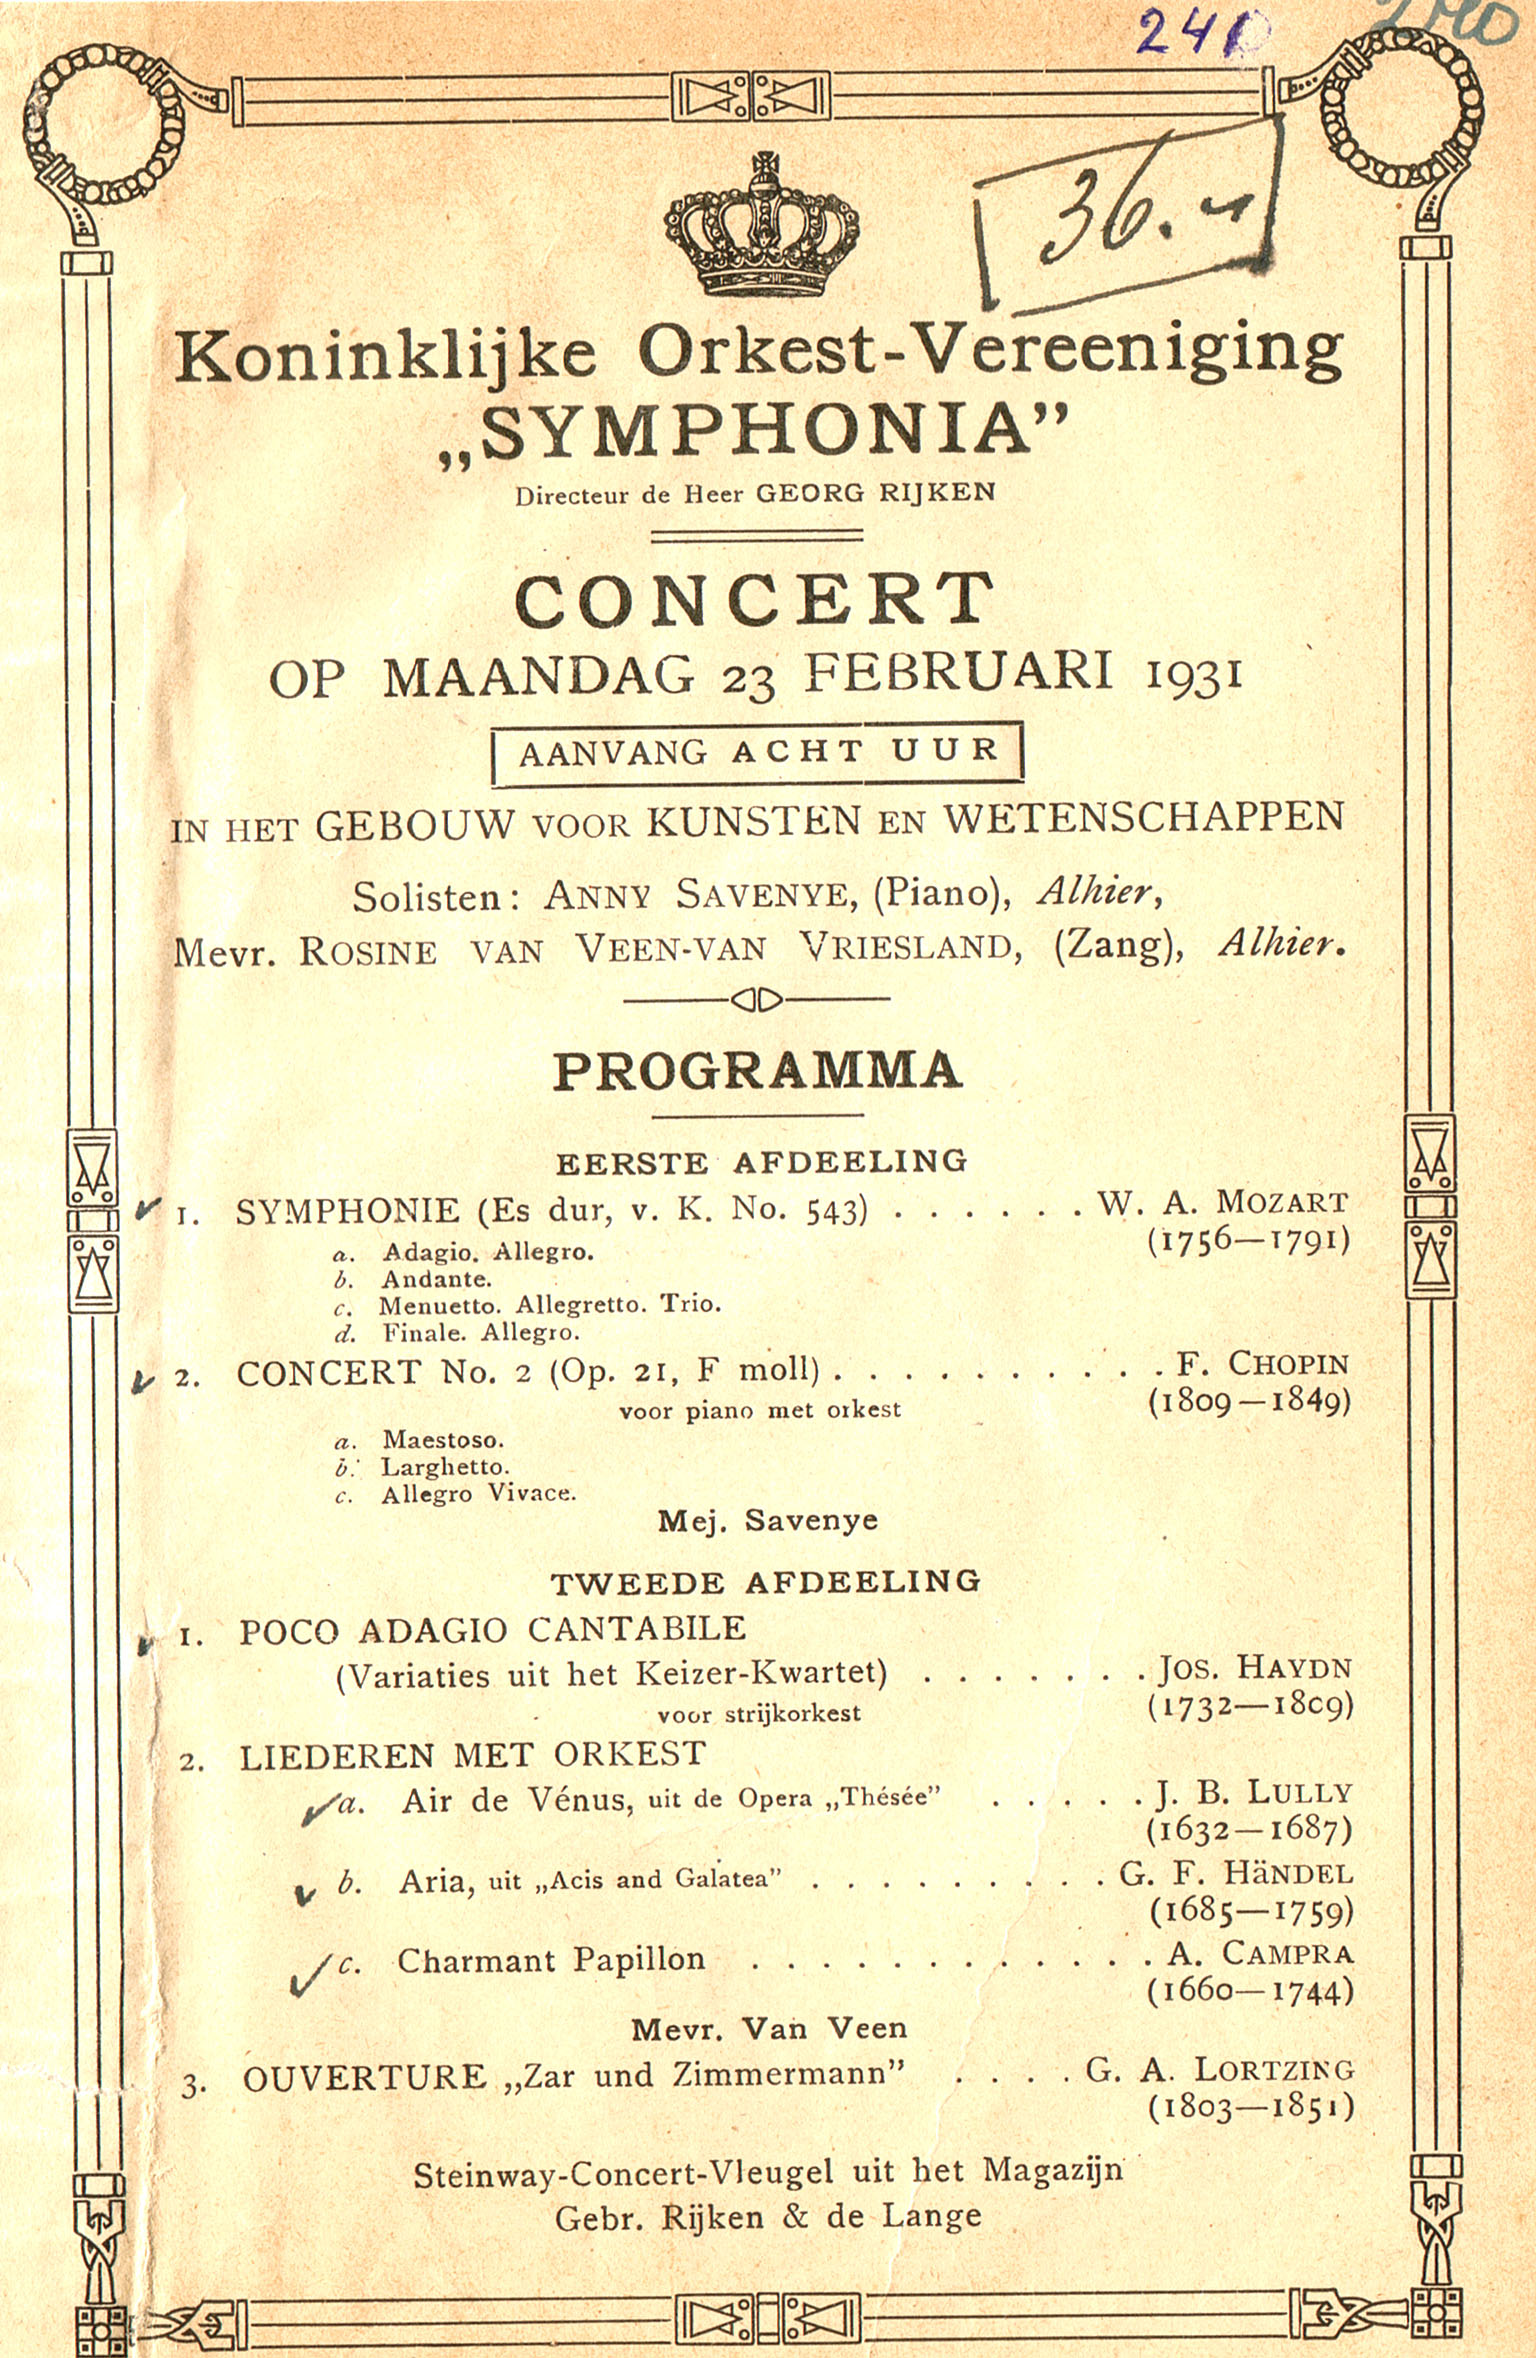 240
240
36.
Koninklijke Orkest-Vereeniging
„SYMPHONIA”
Directeur de Heer GEORG RIJKEN
CONCERT
OP MAANDAG 23 FEBRUARI 1931
AANVANG ACHT UUR
IN HET GEBOUW VOOR KUNSTEN EN WETENSCHAPPEN
Solisten: ANNY SAVENYE, (Piano), Alhier,
Mevr. ROSINE VAN VEEN-VAN VRIESLAND, (Zang), Alhier.
PROGRAMMA
EERSTE AFDEELING
1. SYMPHONIE (Es dur, v. K. No. 543) . . . . . . W. A. MOZART
(1756—1791)
a. Adagio. Allegro.
b. Andante.
c. Menuetto. Allegretto. Trio.
d. Finale. Allegro.
2. CONCERT No. 2 (Op. 21, F moll) . . . . . . . . . . F. CHOPIN
voor piano met orkest (1809—1849)
a. Maestoso.
b. Larghetto.
c. Allegro Vivace.
Mej. Savenye
TWEEDE AFDEELING
1. POCO ADAGIO CANTABILE
(Variaties uit het Keizer-Kwartet) . . . . . . . JOS. HAYDN
voor strijkorkest (1732—1809)
2. LIEDEREN MET ORKEST
a. Air de Vénus, uit de Opera „Thésée” . . . . . J. B. LULLY
(1632—1687)
b. Aria, uit „Acis and Galatea” . . . . . . . . . G. F. HäNDEL
(1685—1759)
c. Charmant Papillon . . . . . . . . . . . . A. CAMPRA
(1660—1744)
Mevr. Van Veen
3. OUVERTURE „Zar und Zimmermann” . . . . G. A. LORTZING
(1803—1851)
Steinway-Concert-Vleugel uit het Magazijn
Gebr. Rijken & de Lange